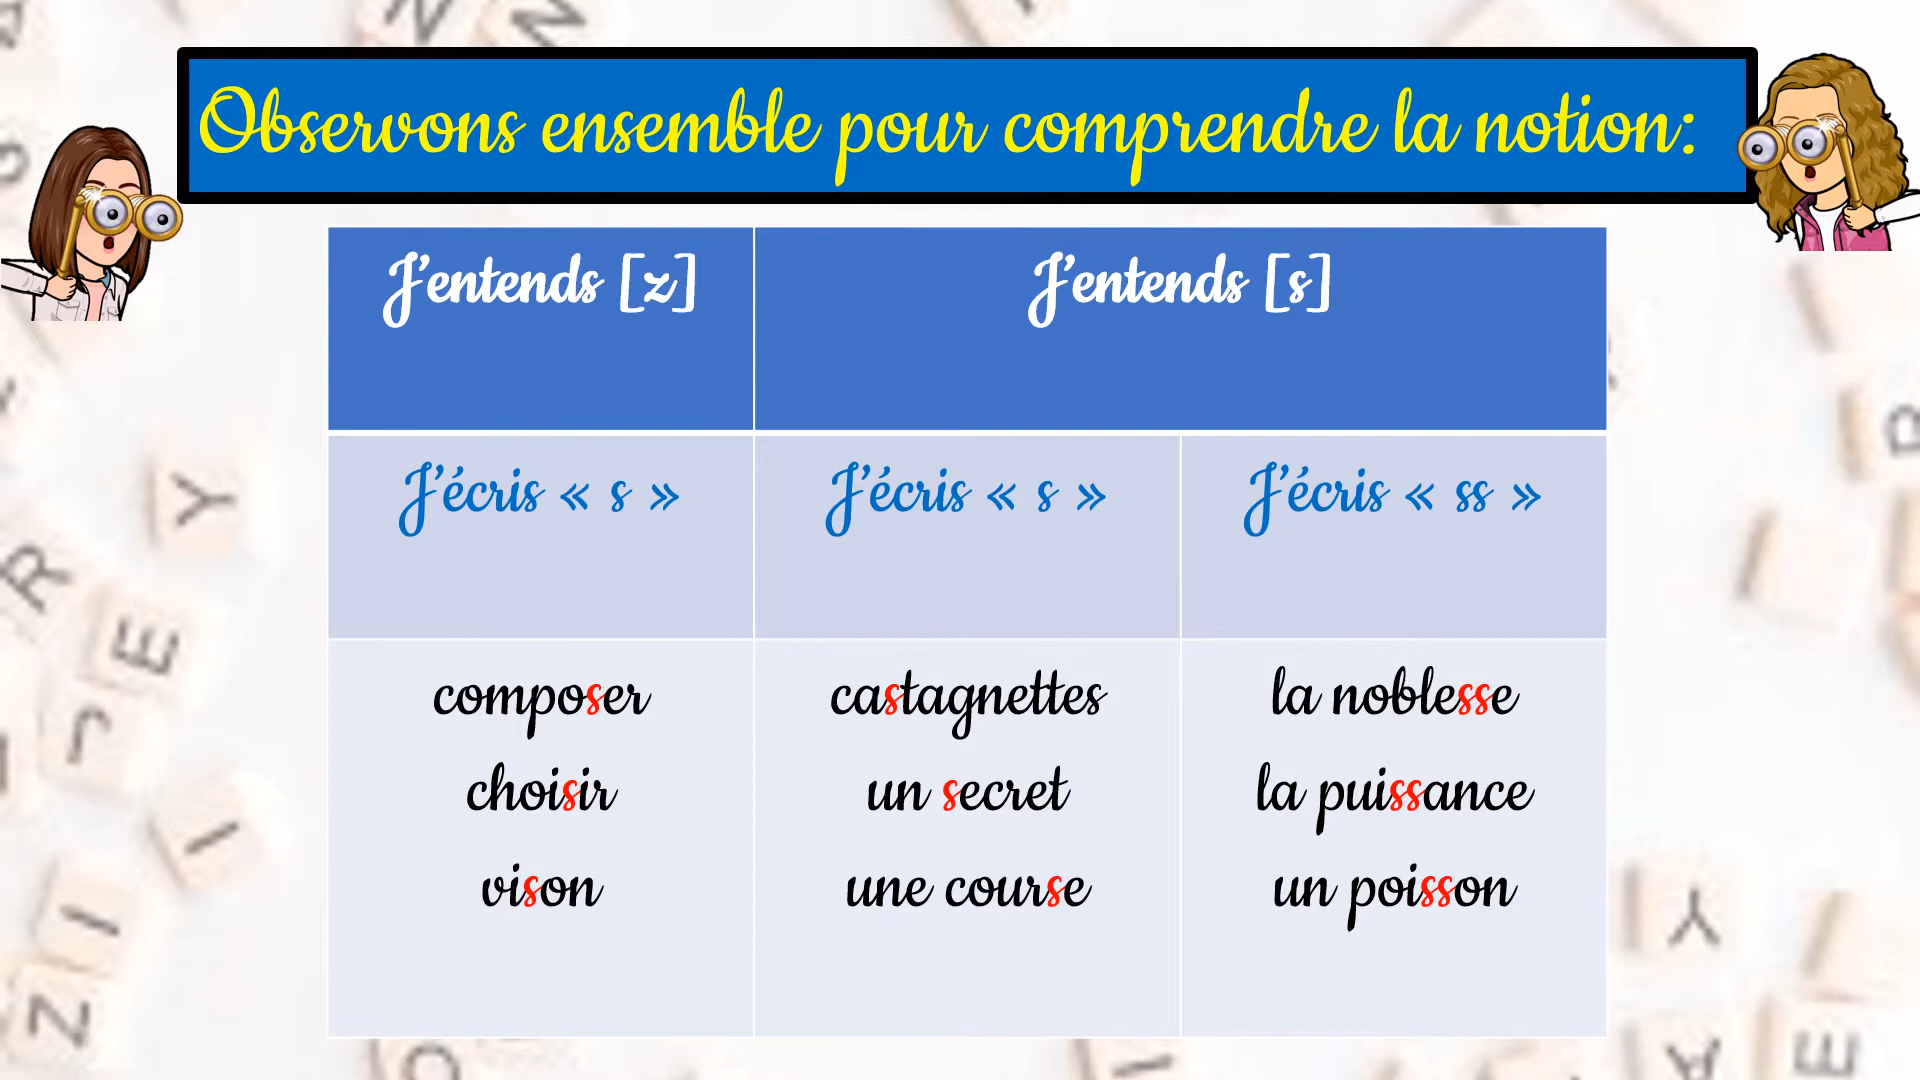 Observons ensemble pour comprendre la notion:
J'entends [z]
J'entends [s]
J'écris « s »
J'écris « s »
J'écris « ss »
composer
choisir
vison
castagnettes
un secret
une course
la noblesse
la puissance
un poisson